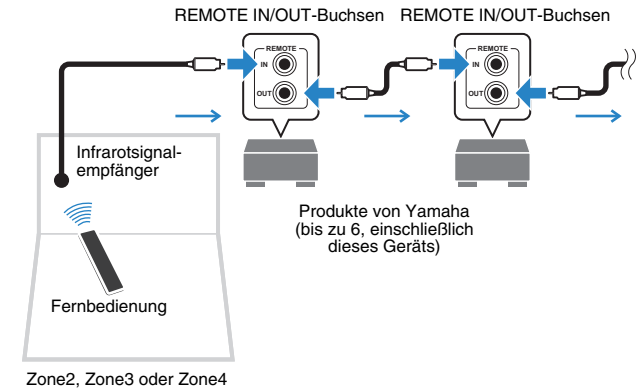 REMOTE IN/OUT-Buchsen
REMOTE IN/OUT-Buchsen
REMOTE
IN
OUT
REMOTE
IN
OUT
Infrarotsignal-
empfänger
Produkte von Yamaha
(bis zu 6, einschließlich
dieses Geräts)
Fernbedienung
Zone2, Zone3 oder Zone4